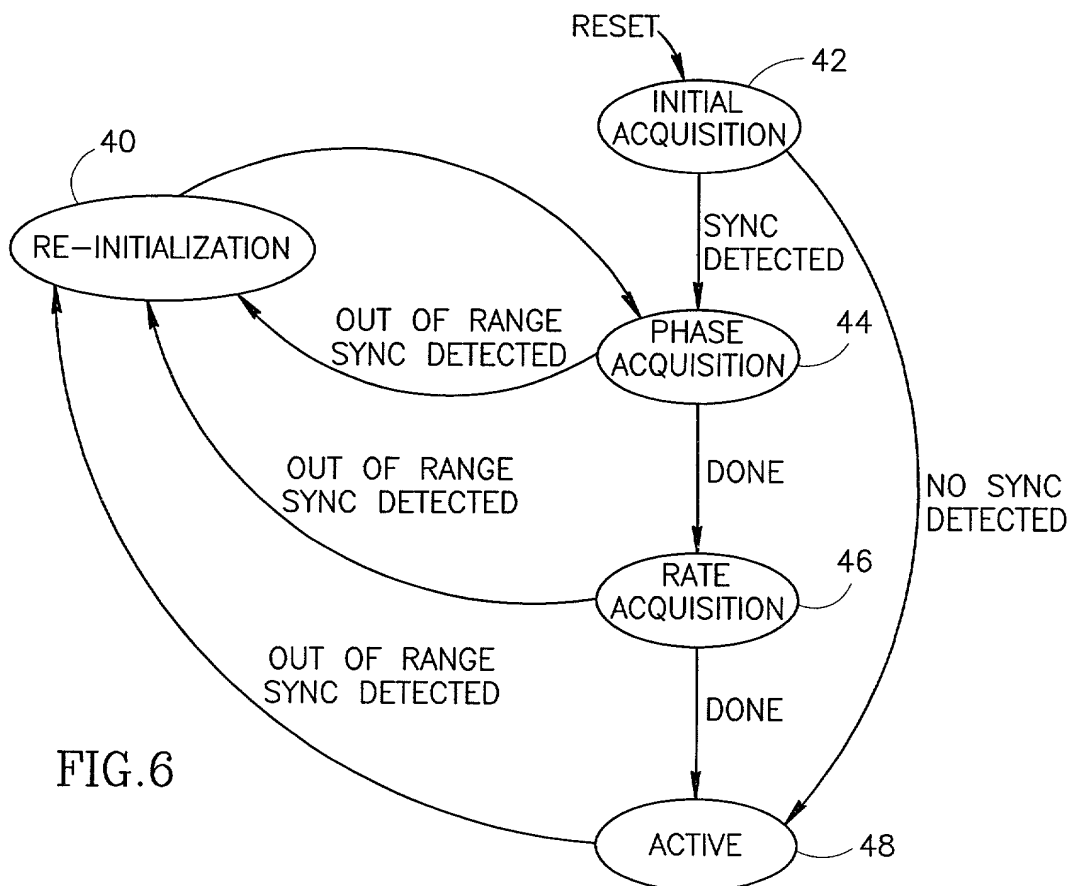 RESET
42
INITIAL
ACQUISITION
40
RE-INITIALIZATION
SYNC
DETECTED
OUT OF RANGE
SYNC DETECTED
PHASE
ACQUISITION
44
OUT OF RANGE
SYNC DETECTED
DONE
NO SYNC
DETECTED
RATE
ACQUISITION
46
OUT OF RANGE
SYNC DETECTED
DONE
FIG.6
ACTIVE
48